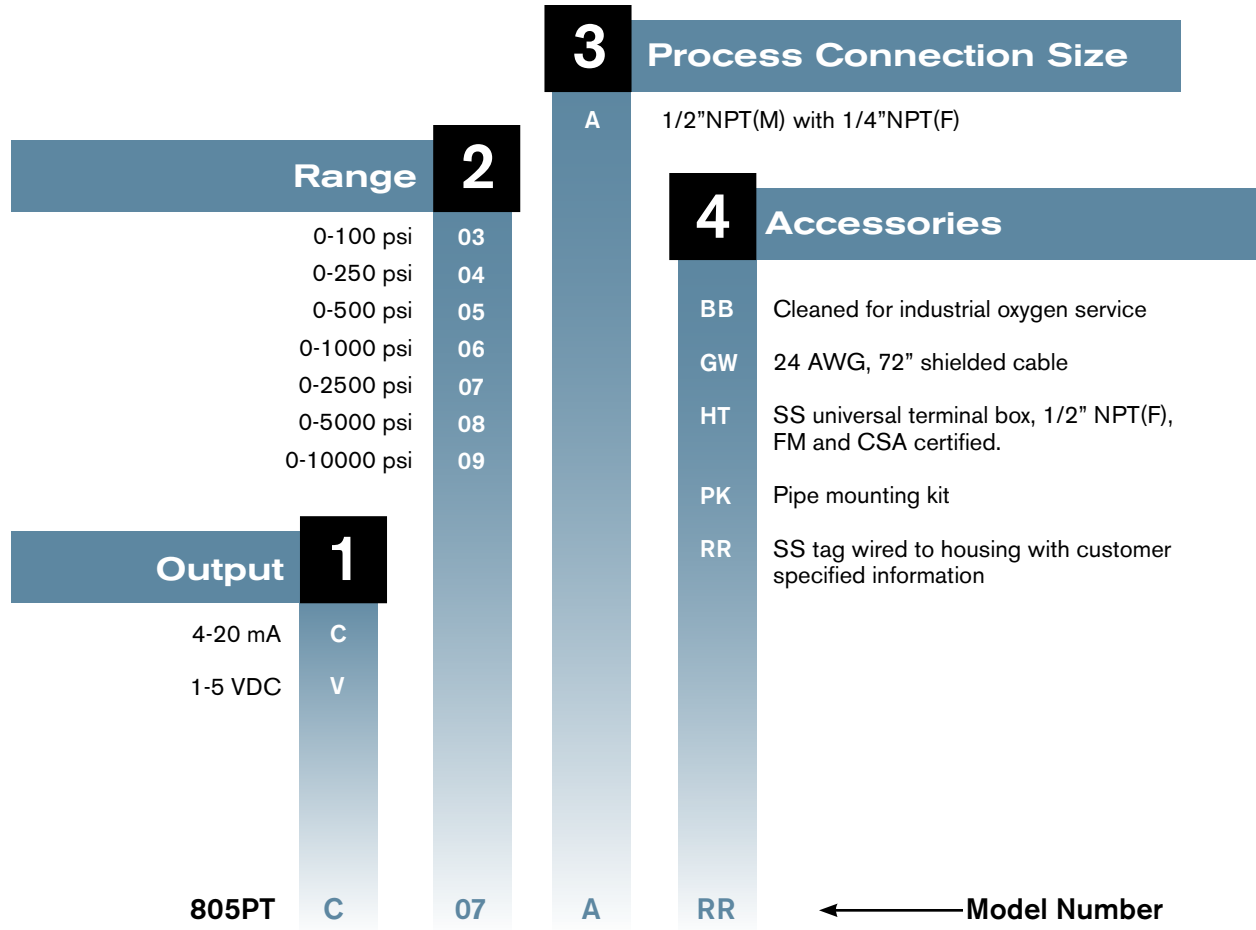 3 Process Connection Size
A 1/2”NPT(M) with 1/4”NPT(F)
Range 2
0-100 psi 03
0-250 psi 04
0-500 psi 05
0-1000 psi 06
0-2500 psi 07
0-5000 psi 08
0-10000 psi 09
4 Accessories
BB Cleaned for industrial oxygen service
GW 24 AWG, 72” shielded cable
HT SS universal terminal box, 1/2” NPT(F),
FM and CSA certified.
PK Pipe mounting kit
RR SS tag wired to housing with customer
specified information
Output 1
4-20 mA C
1-5 VDC V
805PT C 07 A RR Model Number